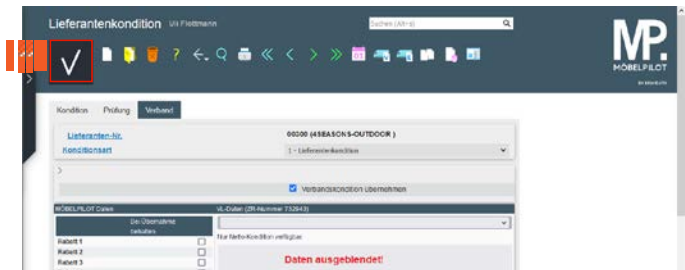 Lieferantenkondition Uli Flottmann
Suchen (Alt+s)
MP.
MÖBELPILOT
Kondition Prüfung Verband
Lieferanten-Nr. 00300 (4SEASONS-OUTDOOR )
Konditionsart 1 - Lieferantenkondition
Verbandskondition übernehmen
MÖBELPILOT Daten VL-Daten (ZR-Nummer 732943)
Bei Übernahme
behalten
Nur Netto-Kondition verfügbar.
Rabatt 1
Rabatt 2
Rabatt 3
Daten ausgeblendet!